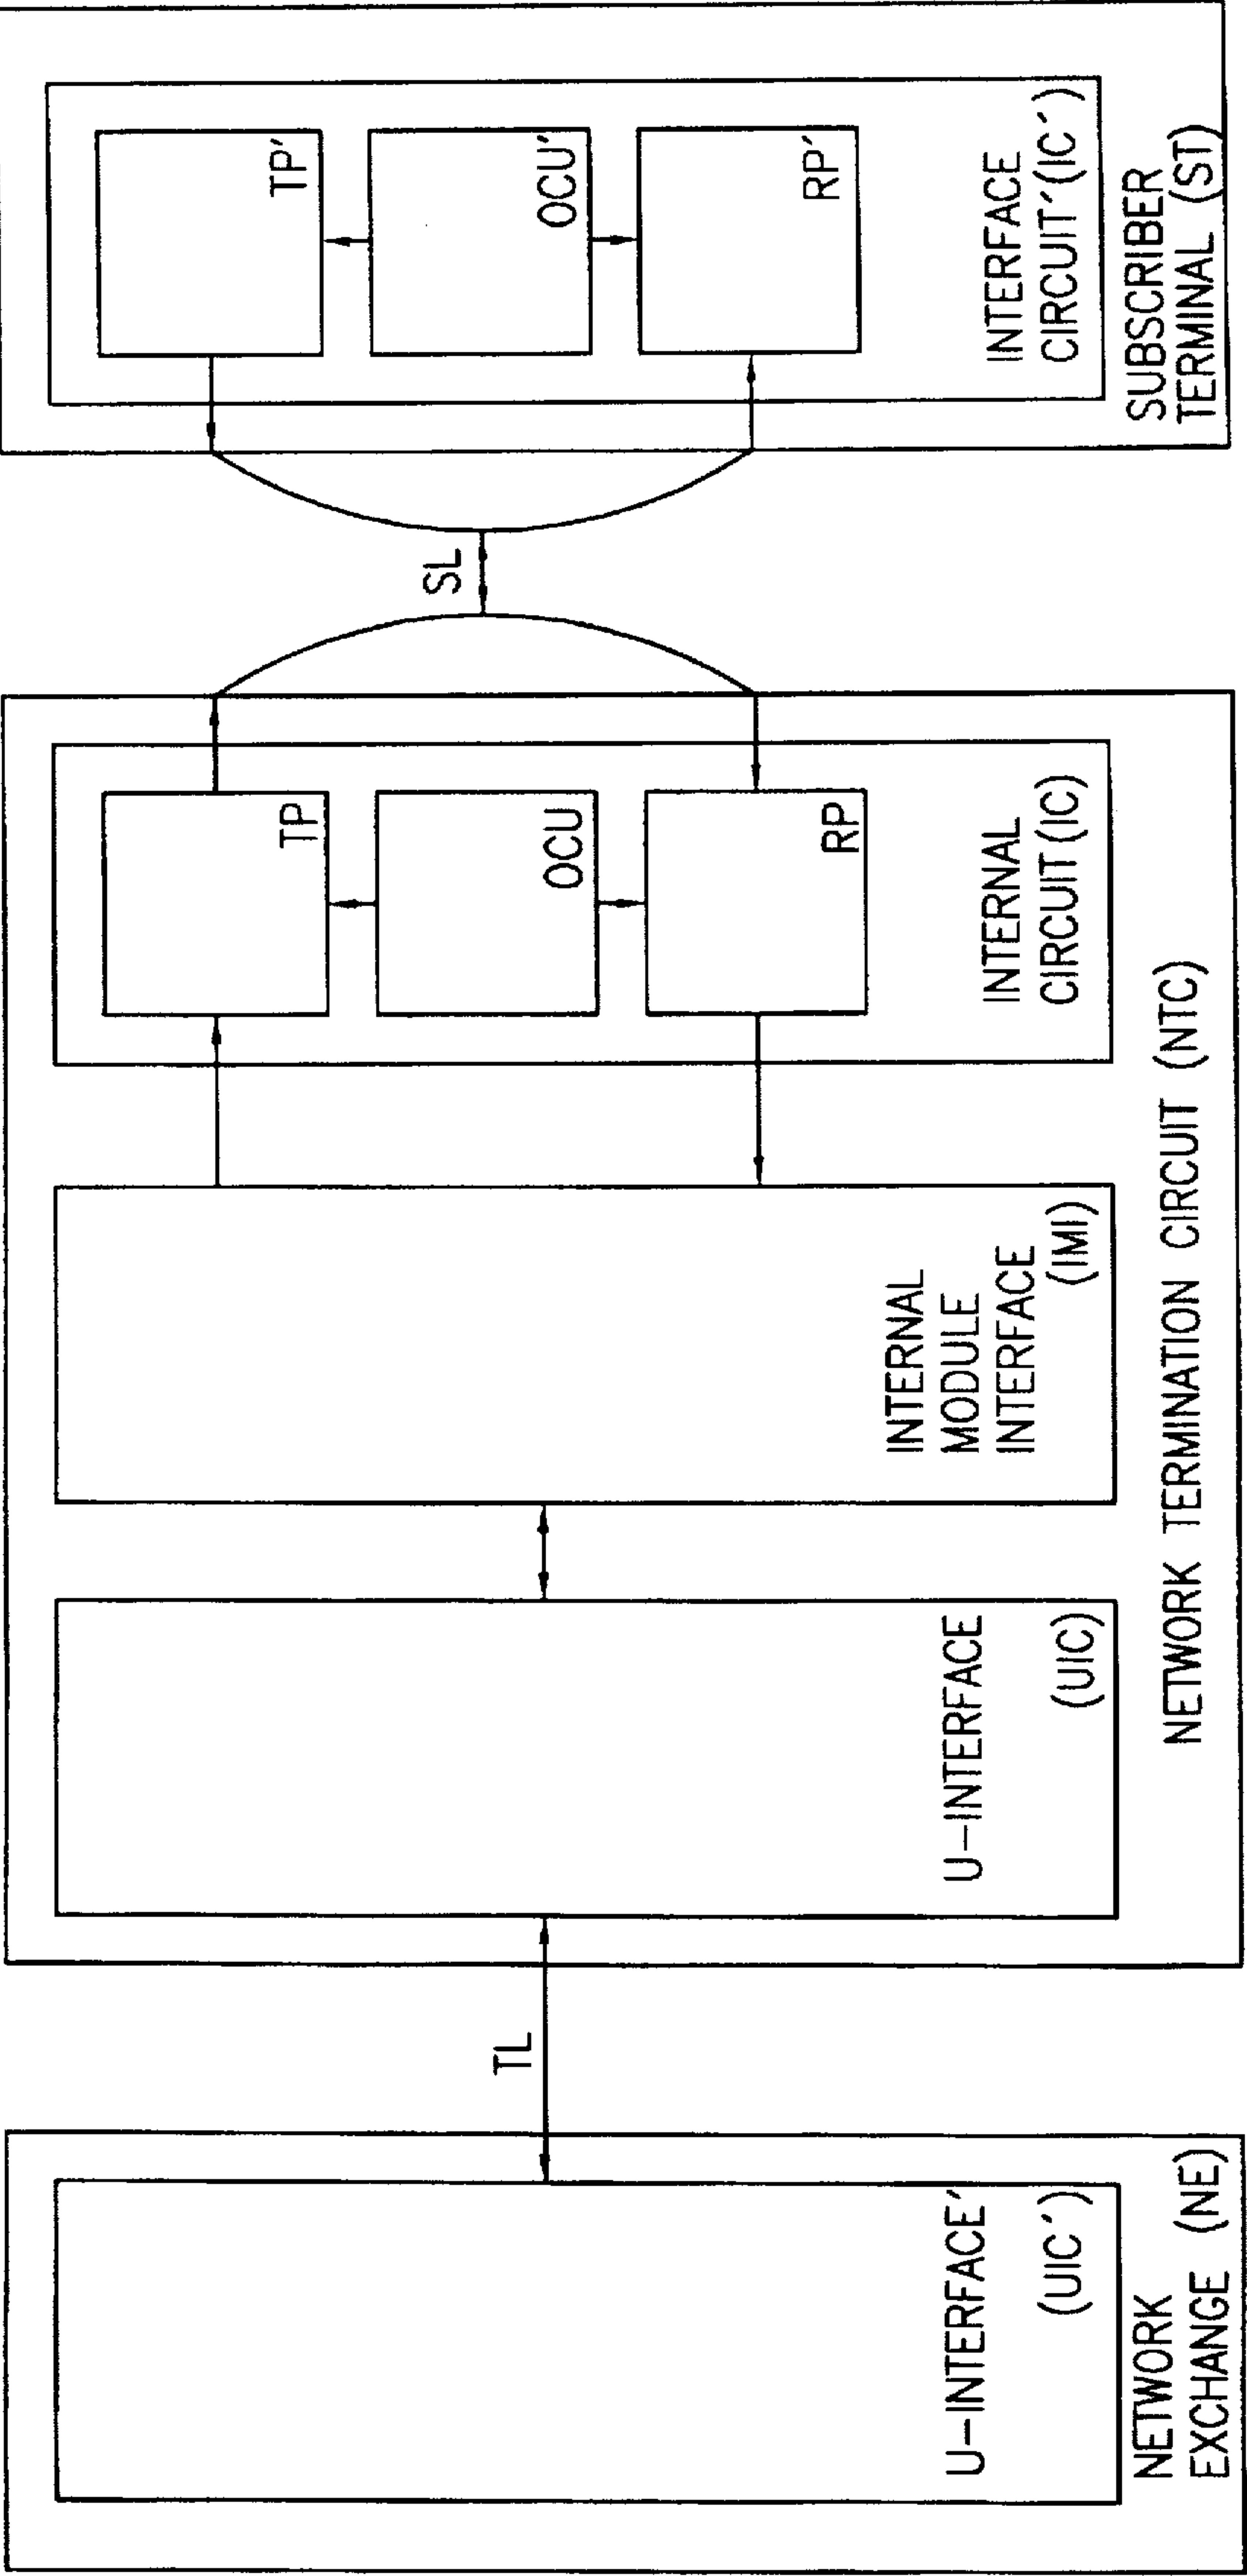 U-INTERFACE'
(UIC')
NETWORK
EXCHANGE (NE)
TL
U-INTERFACE
(UIC)
INTERNAL
MODULE
INTERFACE
(IMI)
TP
OCU
RP
INTERNAL
CIRCUIT (IC)
NETWORK TERMINATION CIRCUIT (NTC)
SL
TP'
OCU'
RP'
INTERFACE
CIRCUIT'(IC')
SUBSCRIBER
TERMINAL (ST)